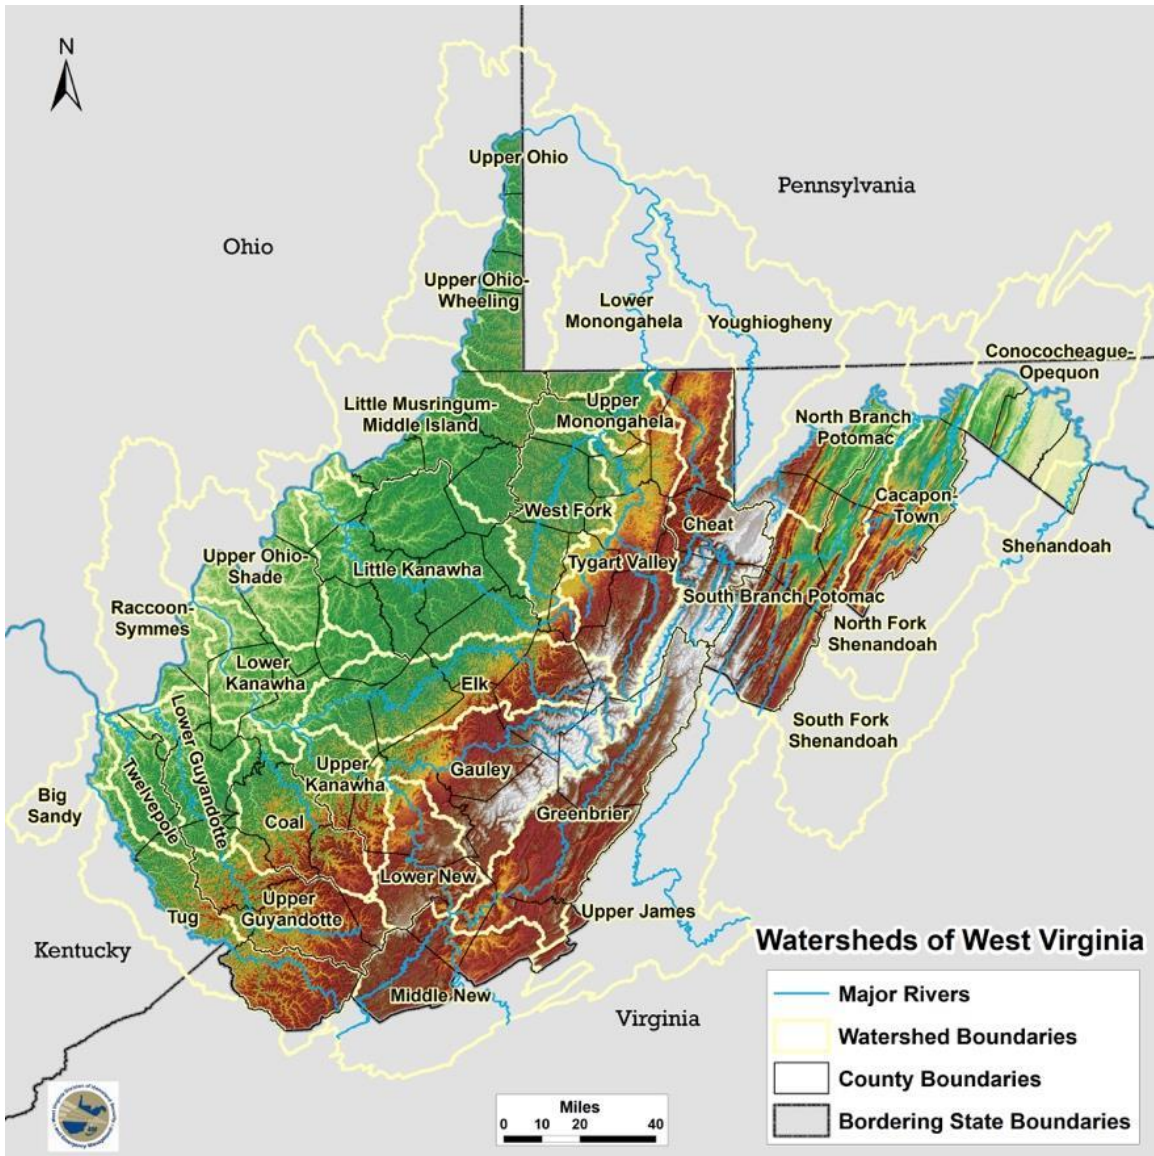 N
Upper Ohio
Pennsylvania
Ohio
Upper Ohio-
Wheeling
Lower
Monongahela
Youghiogheny
Conococheague-
Opequon
Little Musringum-
Middle Island
Upper
Monongahela
North Branch
Potomac
Cacapon-
Town
West Fork
Cheat
Shenandoah
Upper Ohio-
Shade
Little Kanawha
Tygart Valley
South Branch Potomac
Raccoon-
Symmes
North Fork
Shenandoah
Lower
Kanawha
Elk
Lower Guyandotte
South Fork
Shenandoah
Twelvepole
Upper
Kanawha
Gauley
Big
Sandy
Coal
Greenbrier
Lower New
Upper
Guyandotte
Tug
Upper James
Kentucky
Middle New
Virginia
Watersheds of West Virginia
Major Rivers
Watershed Boundaries
County Boundaries
Bordering State Boundaries
Miles
0 10 20 40